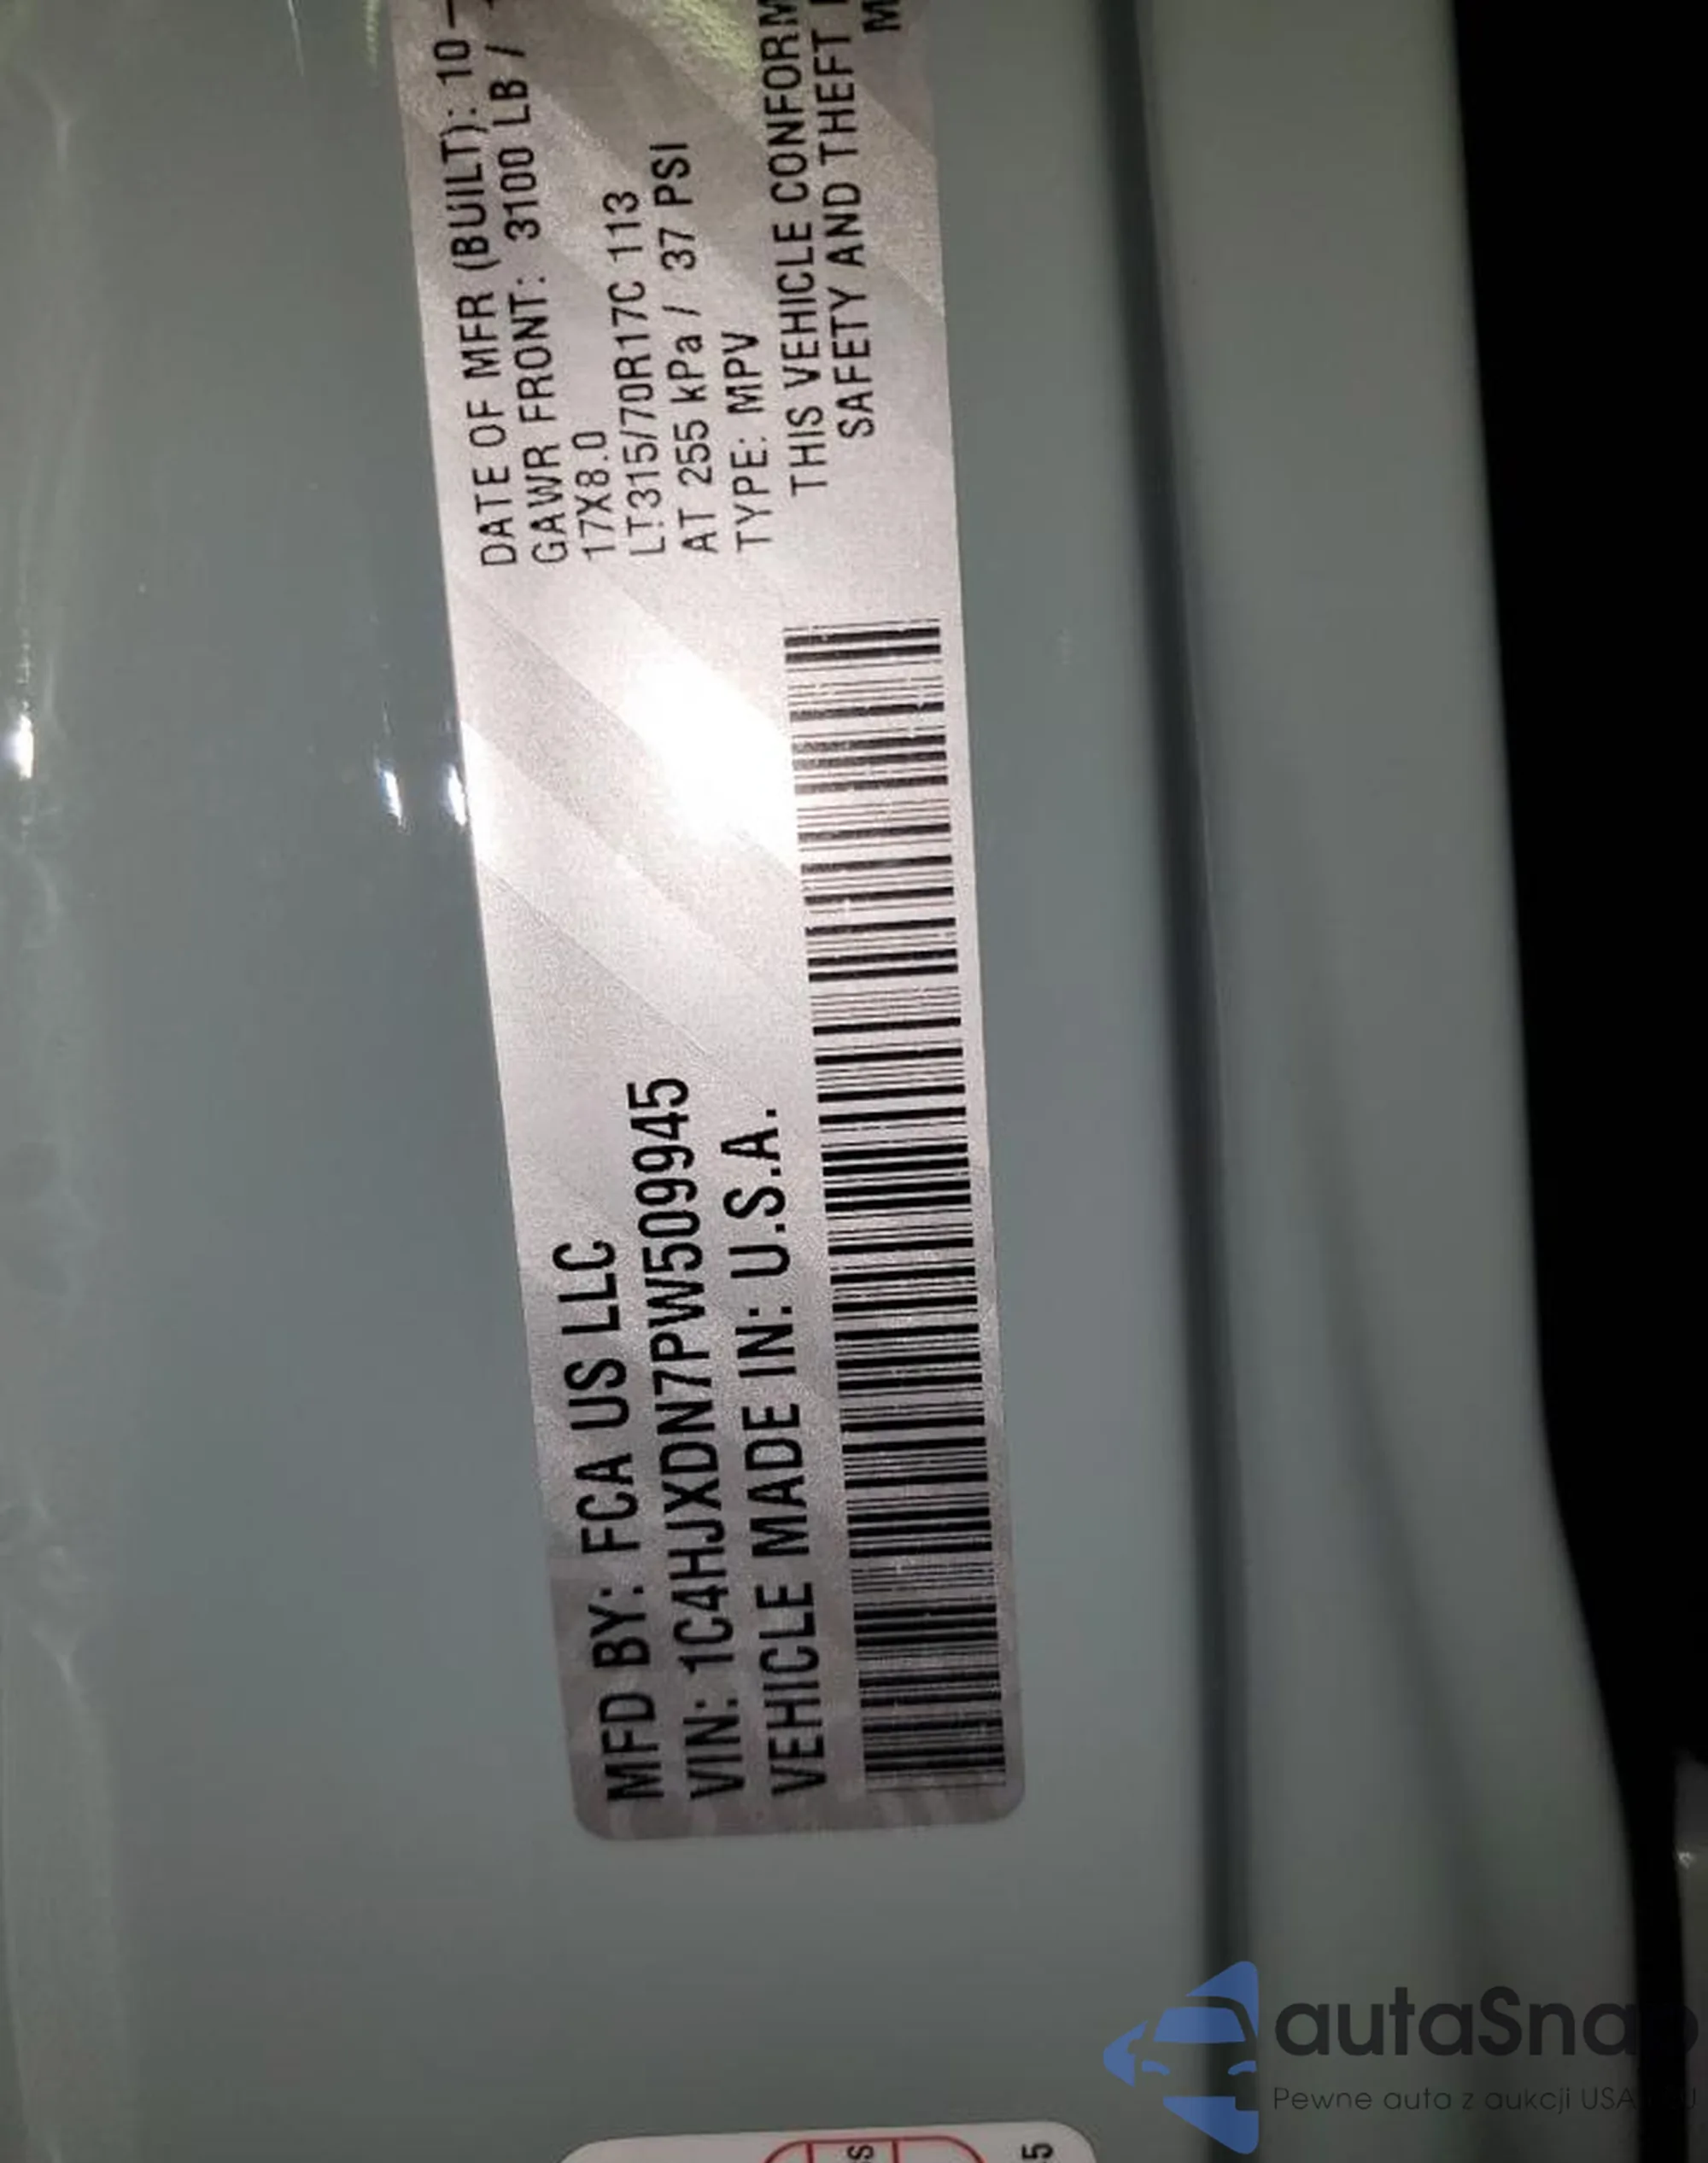 MFD BY: FCA US LLC
VIN: 1C4HJXDN7PW509945
VEHICLE MADE IN: U.S.A.
DATE OF MFR (BUILT): 10-
GAWR FRONT: 3100 LB /
17X8.0
LT315/70R17C 113
AT 255 kPa / 37 PSI
TYPE: MPV
THIS VEHICLE CONFORM
SAFETY AND THEFT
M
autaSnap
Pewne auta z aukcji USA
S
5